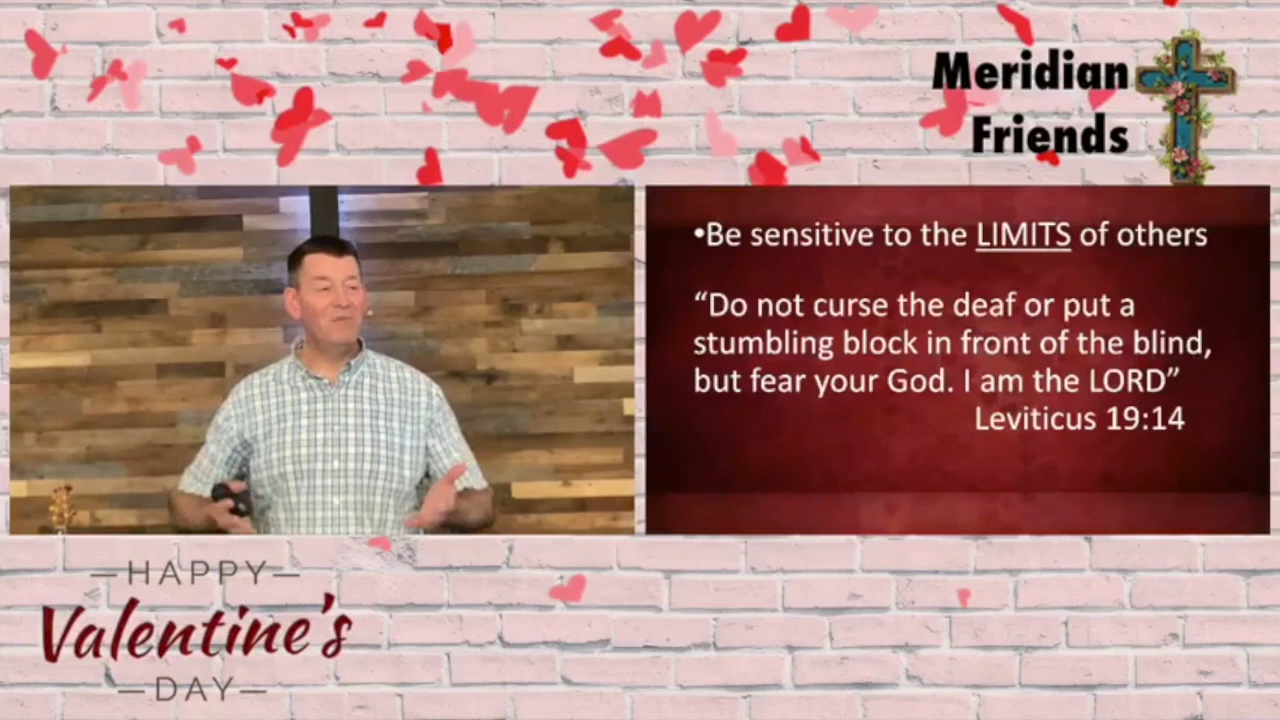 Meridian
Friends
•Be sensitive to the LIMITS of others
“Do not curse the deaf or put a
stumbling block in front of the blind,
but fear your God. I am the LORD”
Leviticus 19:14
—HAPPY—
Valentine's
—DAY—